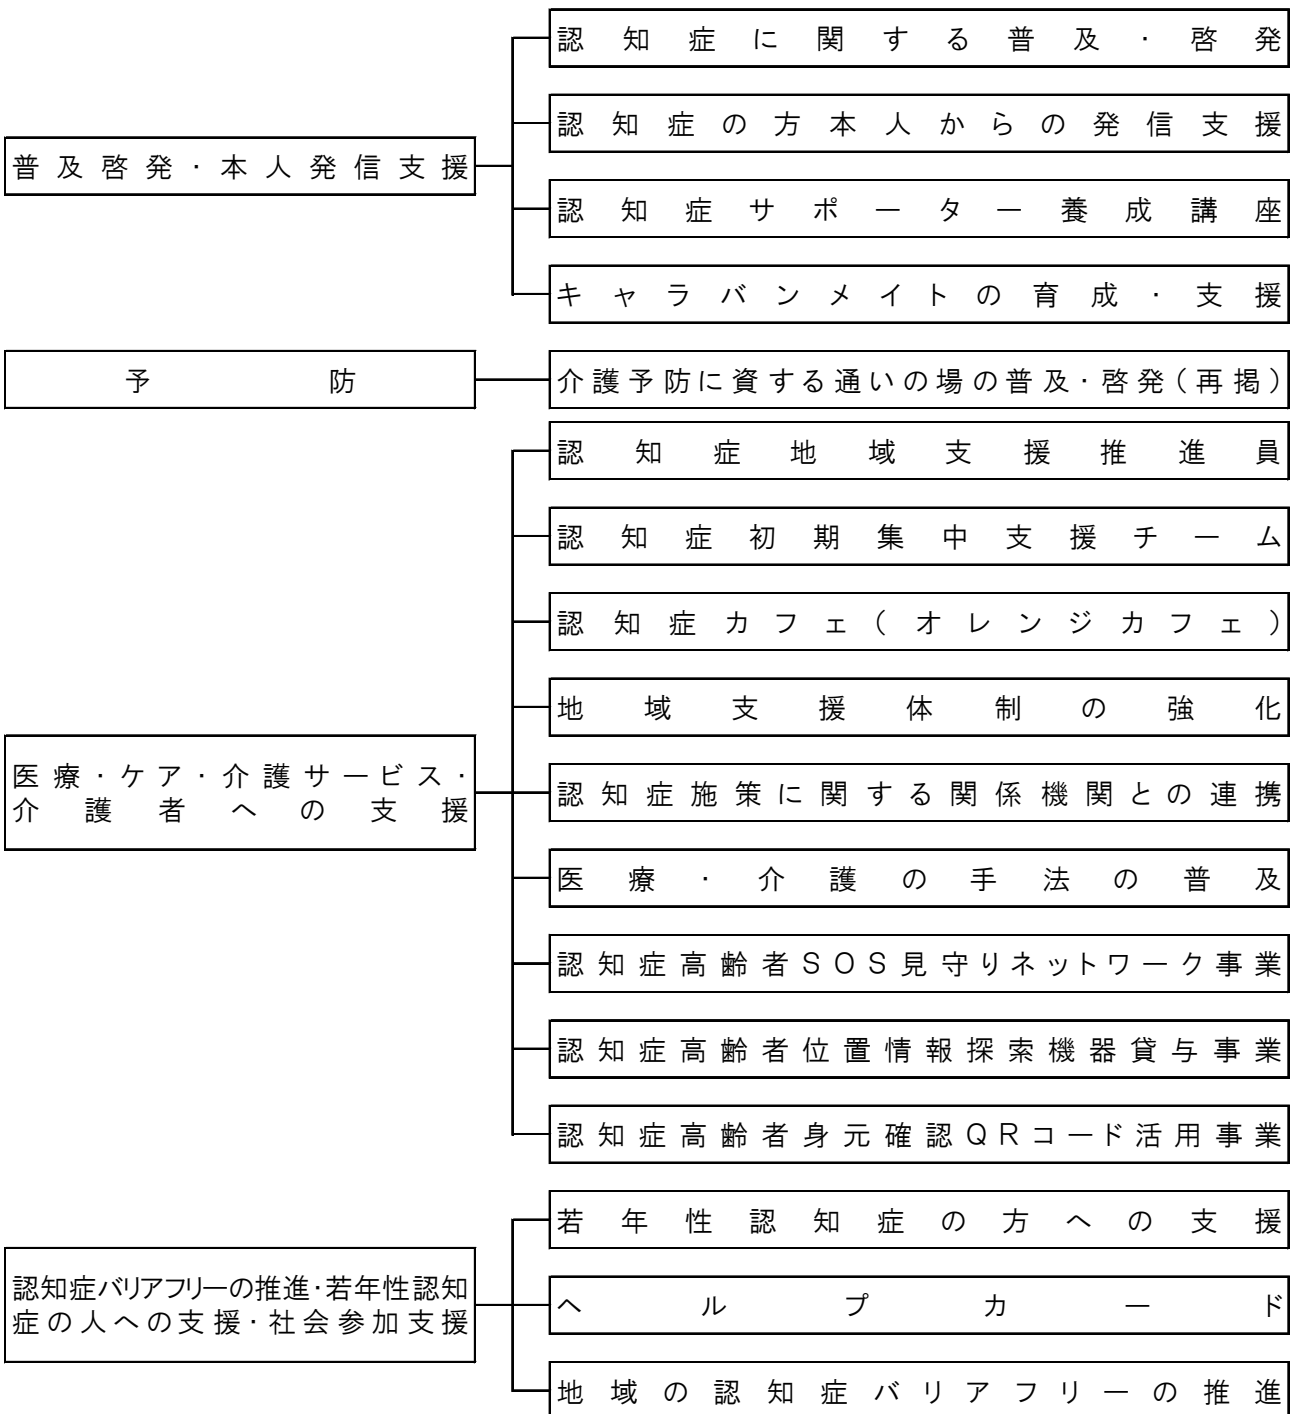 普及啓発・本人発信支援
認知症に関する普及・啓発
認知症の方本人からの発信支援
認知症サポーター養成講座
キャラバンメイトの育成・支援
予防
介護予防に資する通いの場の普及・啓発(再掲)
医療・ケア・介護サービス・
介護者への支援
認知症地域支援推進員
認知症初期集中支援チーム
認知症カフェ(オレンジカフェ)
地域支援体制の強化
認知症施策に関する関係機関との連携
医療・介護の手法の普及
認知症高齢者SOS見守りネットワーク事業
認知症高齢者位置情報探索機器貸与事業
認知症高齢者身元確認QRコード活用事業
認知症バリアフリーの推進・若年性認知
症の人への支援・社会参加支援
若年性認知症の方への支援
ヘルプカード
地域の認知症バリアフリーの推進